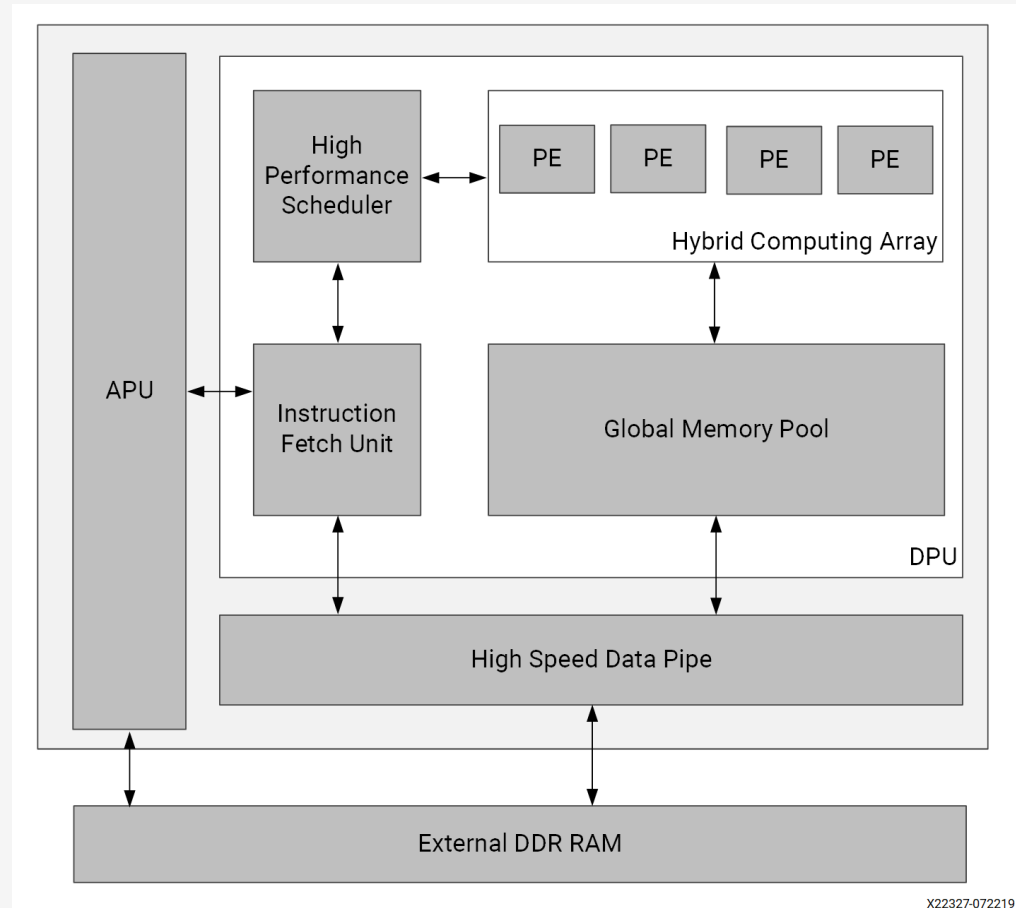 APU
High
Performance
Scheduler
PE
PE
PE
PE
Hybrid Computing Array
Instruction
Fetch Unit
Global Memory Pool
DPU
High Speed Data Pipe
External DDR RAM
X22327-072219